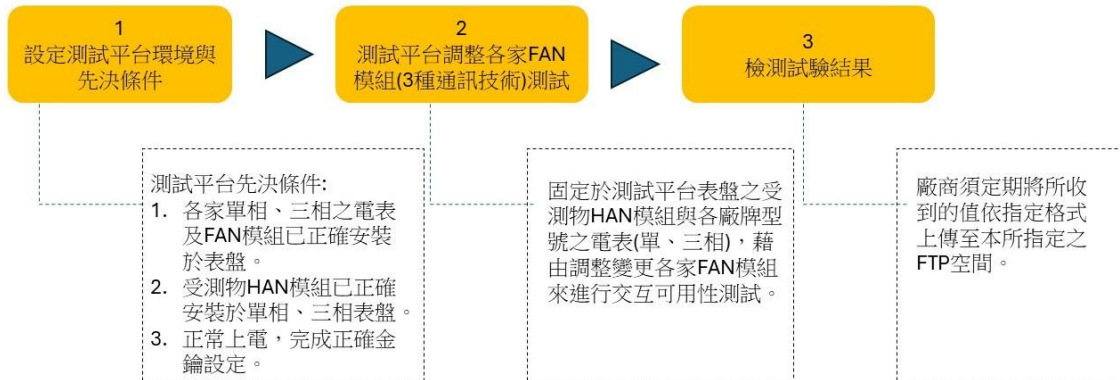 1
設定測試平台環境與
先決條件
2
測試平台調整各家FAN
模組(3種通訊技術)測試
3
檢測試驗結果
測試平台先決條件:
1. 各家單相、三相之電表
及FAN模組已正確安裝
於表盤。
2. 受測物HAN模組已正確
安裝於單相、三相表盤。
3. 正常上電，完成正確金
鑰設定。
固定於測試平台表盤之受
測物HAN模組與各廠牌型
號之電表(單、三相)，藉
由調整變更各家FAN模組
來進行交互可用性測試。
廠商須定期將所收
到的值依指定格式
上傳至本所指定之
FTP空間。